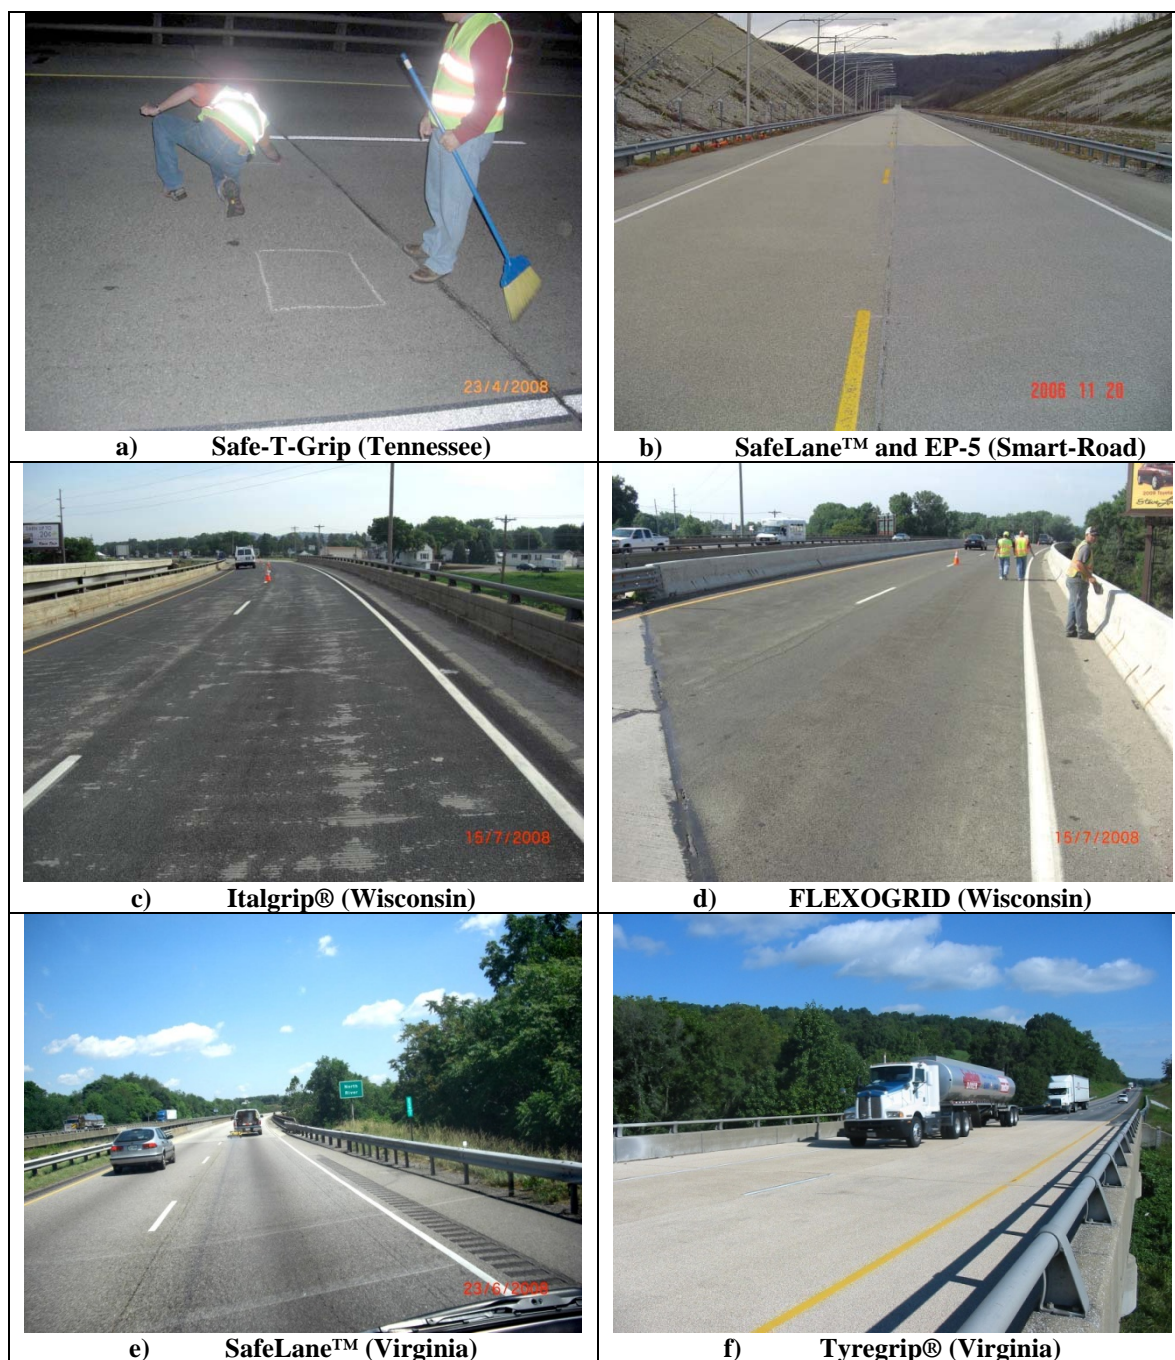 23/4/2008
a) Safe-T-Grip (Tennessee)
2006 11 20
b) SafeLane™ and EP-5 (Smart-Road)
15/7/2008
c) Italgrip® (Wisconsin)
15/7/2008
d) FLEXOGRID (Wisconsin)
23/6/2008
e) SafeLane™ (Virginia)
f) Tyregrip® (Virginia)